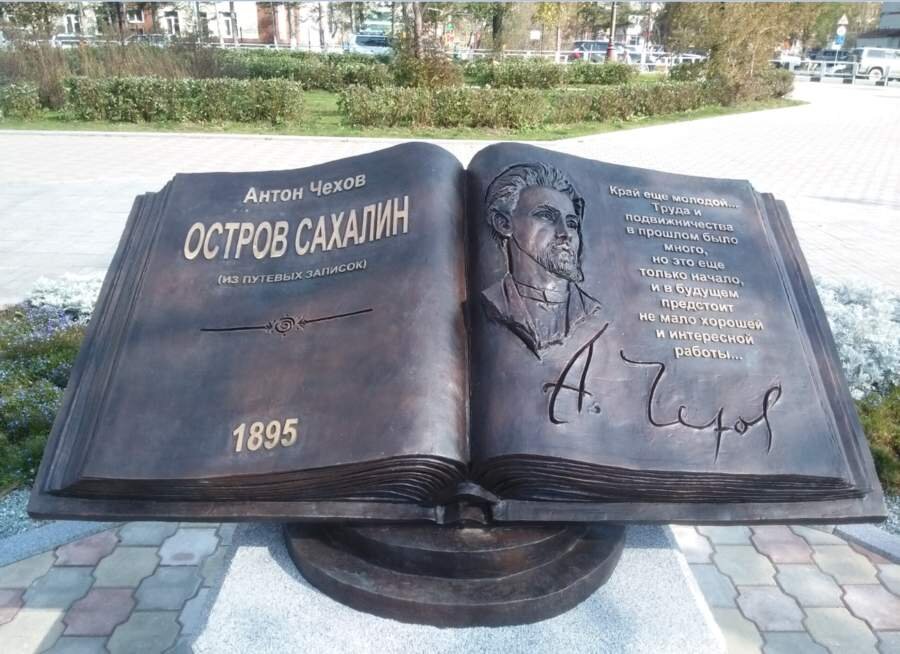 Антон Чехов
ОСТРОВ САХАЛИН
(ИЗ ПУТЕВЫХ ЗАПИСОК)
1895
Край еще молодой...
Труда и
подвижничества
в прошлом было
много,
но это еще
только начало,
и в будущем
предстоит
не мало хорошей
и интересной
работы...
А. Чехов